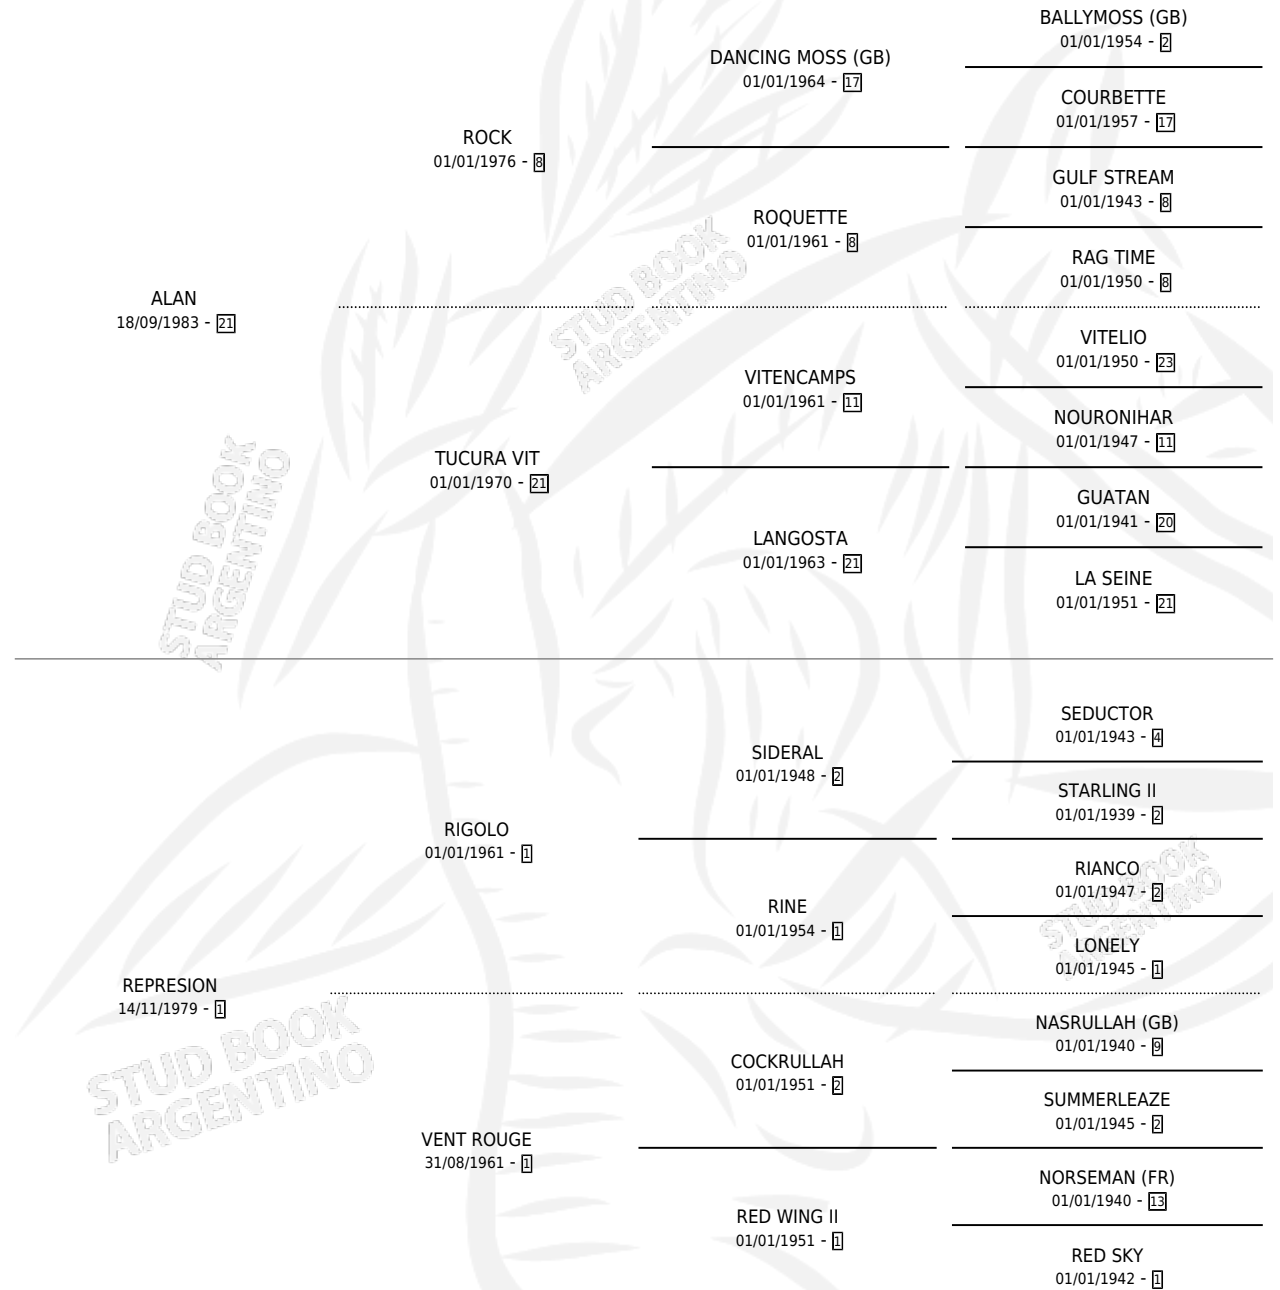 BALLYMOSS (GB)
01/01/1954 - 2
DANCING MOSS (GB)
01/01/1964 - 17
COURBETTE
01/01/1957 - 17
ROCK
01/01/1976 - 8
GULF STREAM
01/01/1943 - 8
ROQUETTE
01/01/1961 - 8
RAG TIME
01/01/1950 - 8
ALAN
18/09/1983 - 21
VITELIO
01/01/1950 - 23
VITENCAMPS
01/01/1961 - 11
NOURONIHAR
01/01/1947 - 11
TUCURA VIT
01/01/1970 - 21
GUATAN
01/01/1941 - 20
LANGOSTA
01/01/1963 - 21
LA SEINE
01/01/1951 - 21
SEDUCTOR
01/01/1943 - 4
SIDERAL
01/01/1948 - 2
STARLING II
01/01/1939 - 2
RIGOLO
01/01/1961 - 1
RIANCO
01/01/1947 - 2
RINE
01/01/1954 - 1
LONELY
01/01/1945 - 1
REPRESION
14/11/1979 - 1
NASRULLAH (GB)
01/01/1940 - 9
COCKRULLAH
01/01/1951 - 2
SUMMERLEAZE
01/01/1945 - 2
VENT ROUGE
31/08/1961 - 1
NORSEMAN (FR)
01/01/1940 - 13
RED WING II
01/01/1951 - 1
RED SKY
01/01/1942 - 1
STUD BOOK
ARGENTINO
STUD BOOK
ARGENTINO
STUD BOOK
ARGENTINO
STUD BOOK
ARGENTINO